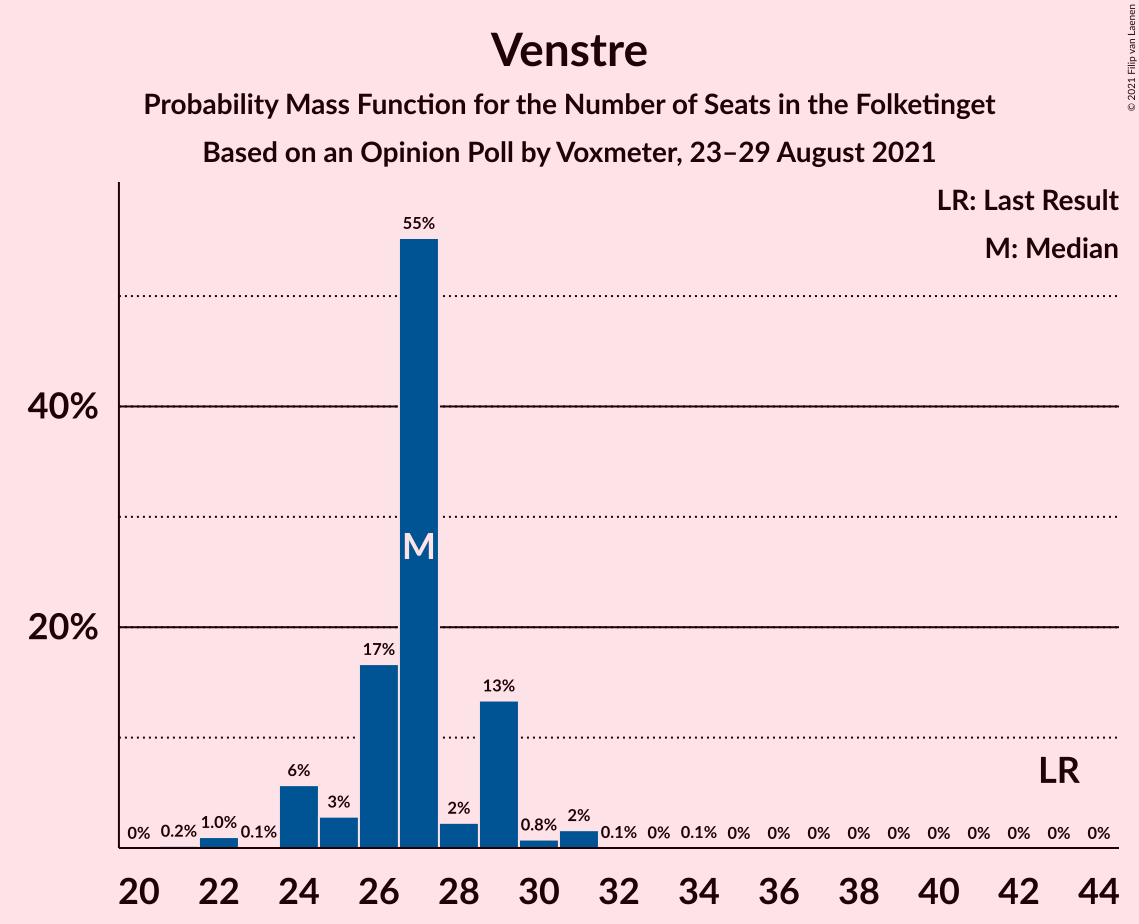 Venstre
Probability Mass Function for the Number of Seats in the Folketinget
Based on an Opinion Poll by Voxmeter, 23–29 August 2021
© 2021 Filip van Laenen
LR: Last Result
M: Median
40%
20%
0% 0.2% 1.0% 0.1% 6% 3% 17% 55% 2% 13% 0.8% 2% 0.1% 0% 0.1% 0% 0% 0% 0% 0% 0% 0% 0% 0% 0%
M
LR
20 22 24 26 28 30 32 34 36 38 40 42 44